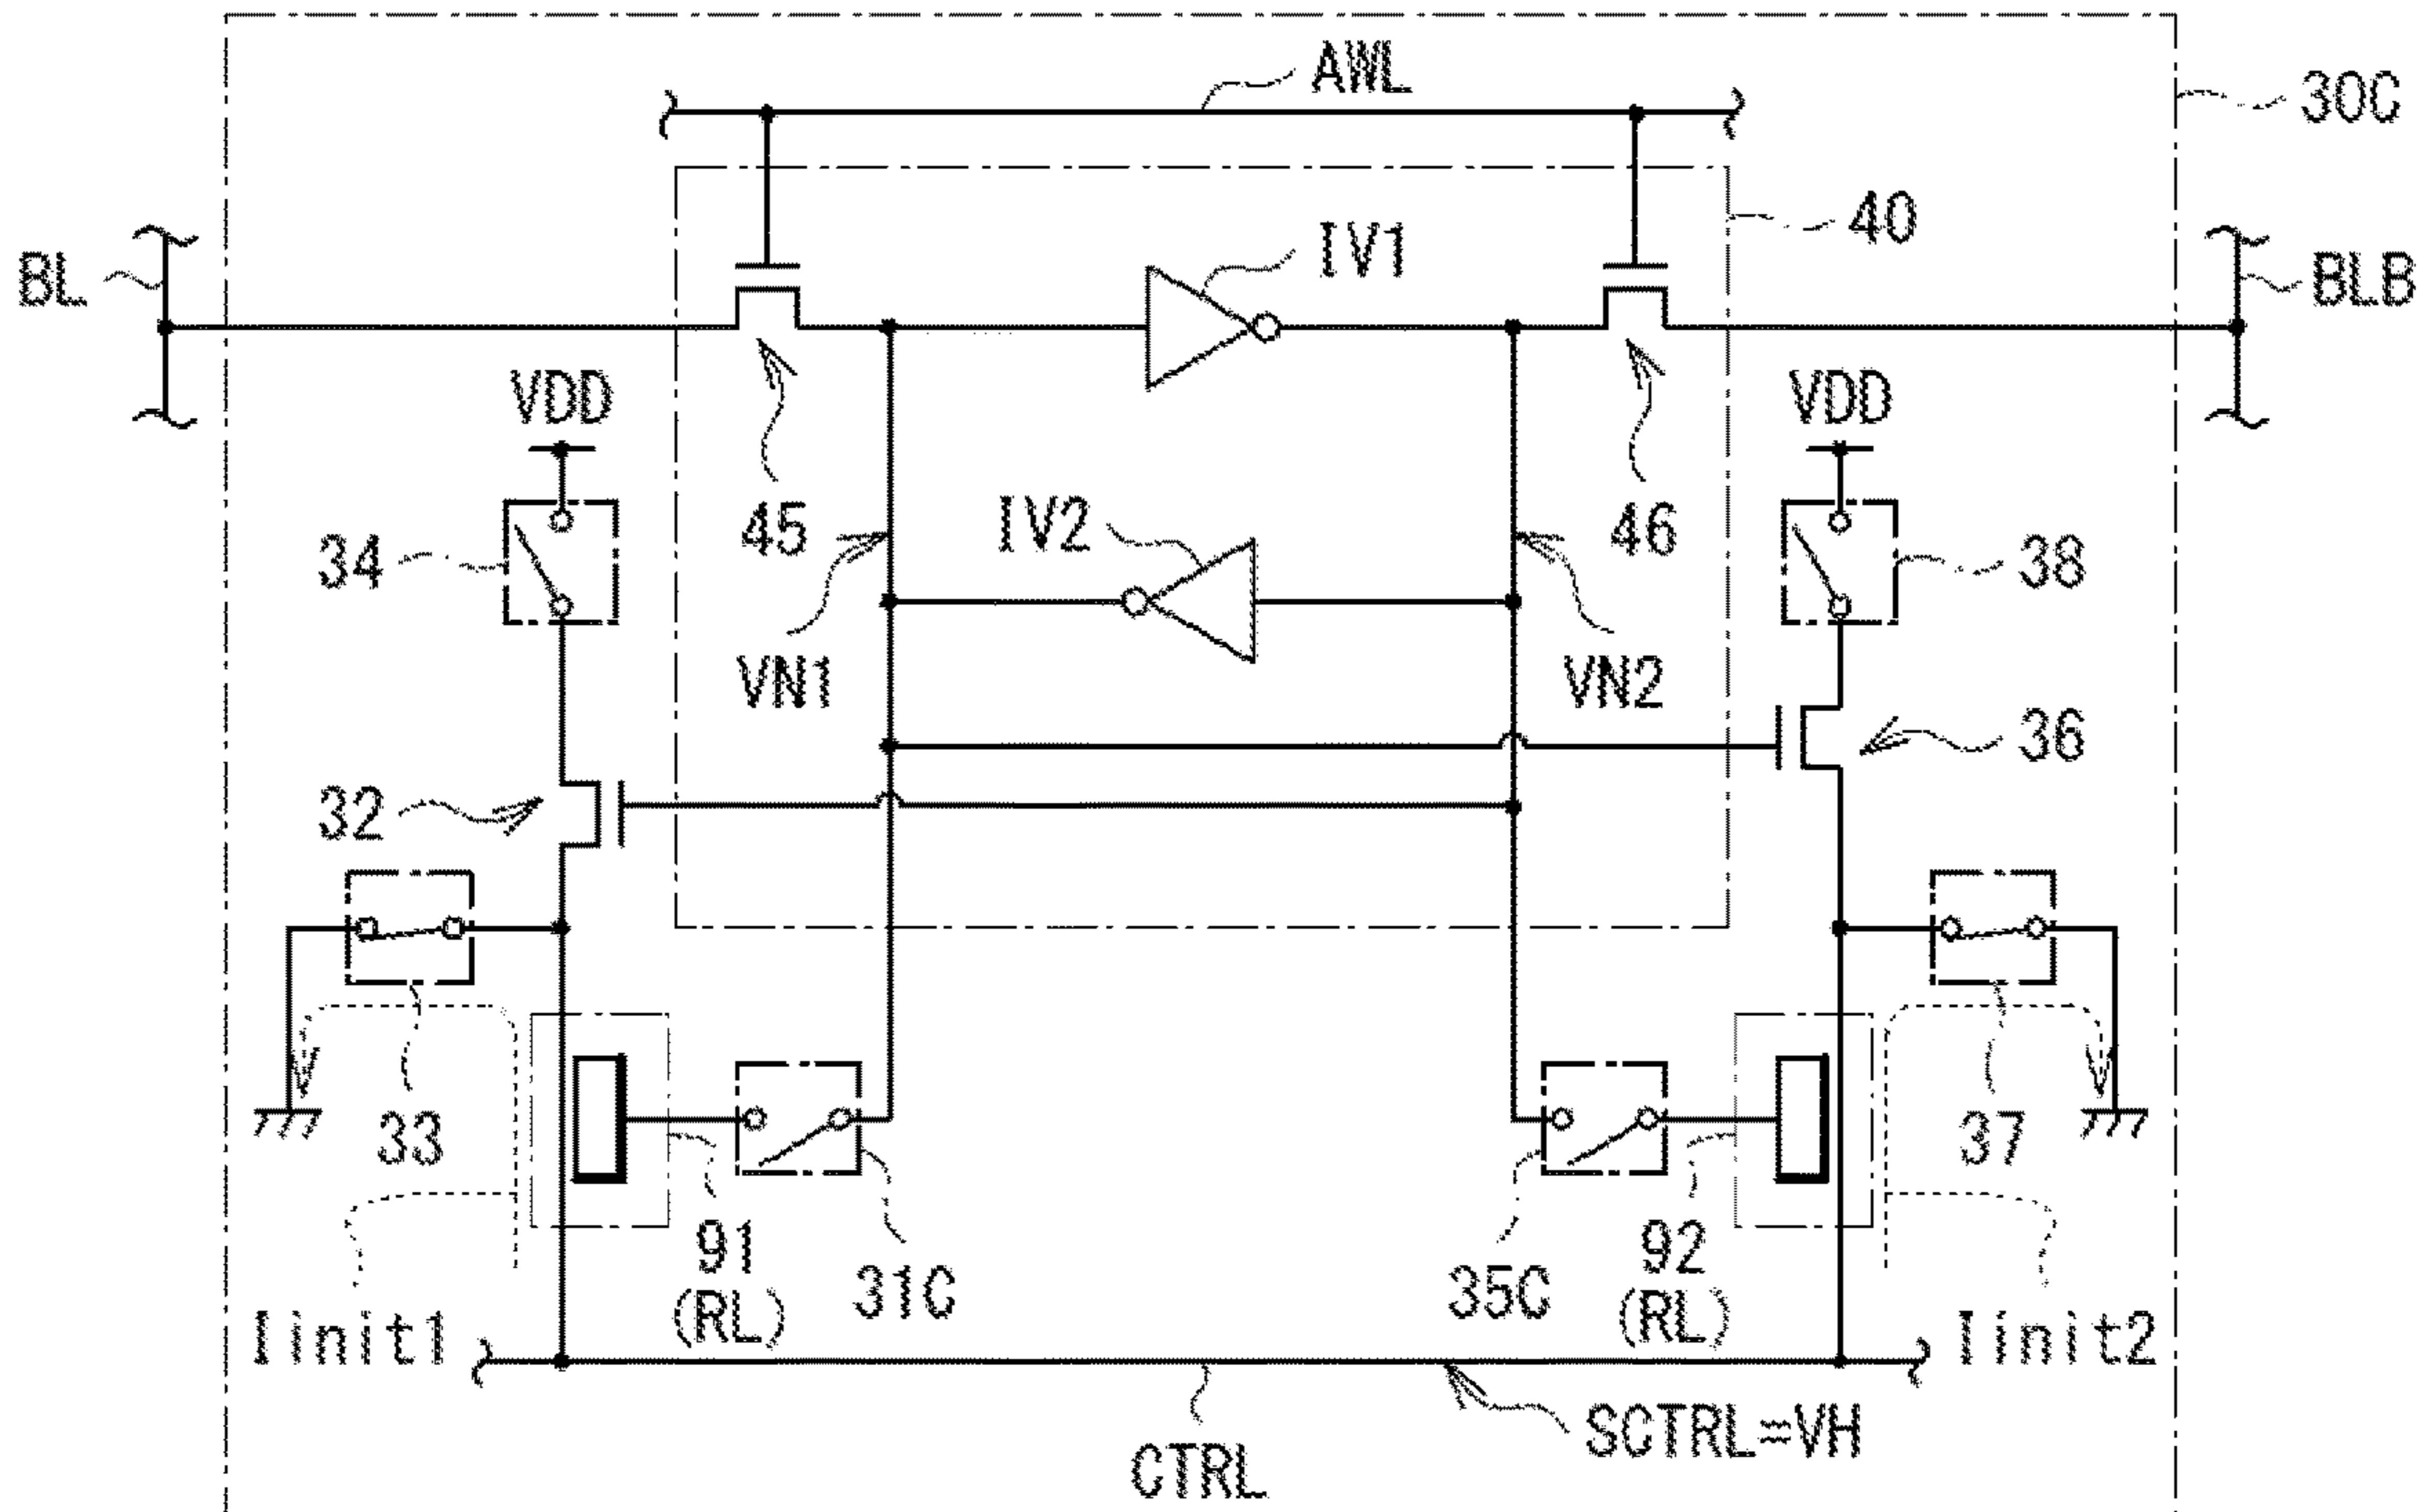 AWL
30C
40
BL
IV1
BLB
VDD
VDD
45
IV2
46
34
38
VN1
VN2
36
32
33
37
91
(RL)
31C
35C
92
(RL)
Iinit1
Iinit2
SCTRL=VH
CTRL